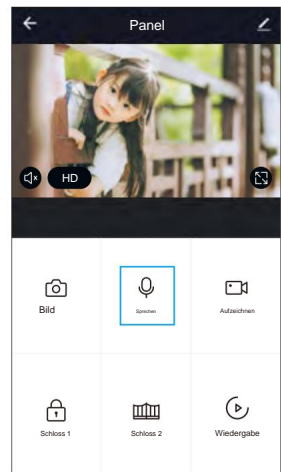 Panel
HD
Bild
Sprechen
Aufzeichnen
Schloss 1
Schloss 2
Wiedergabe